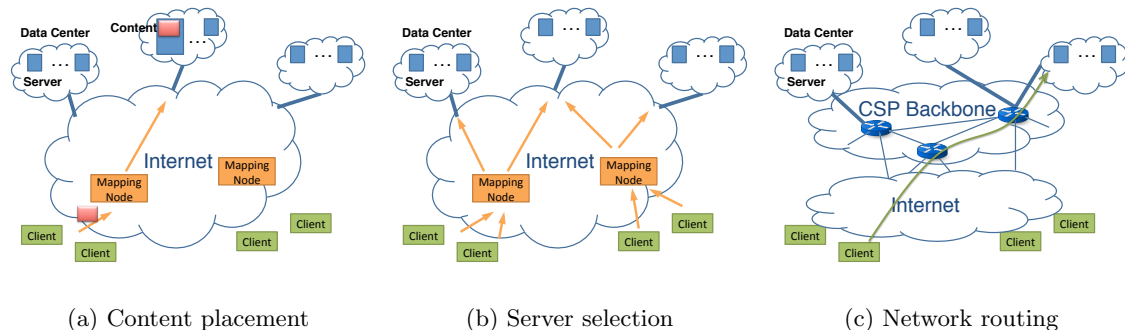 Data Center
Content
...
...
...
Server
Internet
Mapping
Node
Mapping
Node
Client
Client
Client
Client
(a) Content placement
Data Center
...
...
...
Server
Internet
Mapping
Node
Mapping
Node
Client
Client
Client
Client
(b) Server selection
Data Center
...
...
...
Server
CSP Backbone
Internet
Client
Client
Client
Client
(c) Network routing